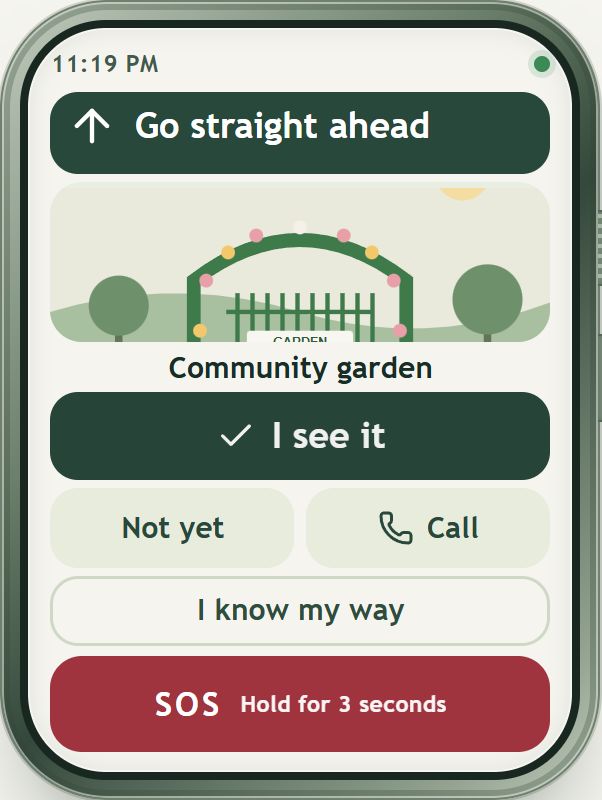 11:19 PM
Go straight ahead
GARDEN
Community garden
I see it
Not yet
Call
I know my way
SOS Hold for 3 seconds